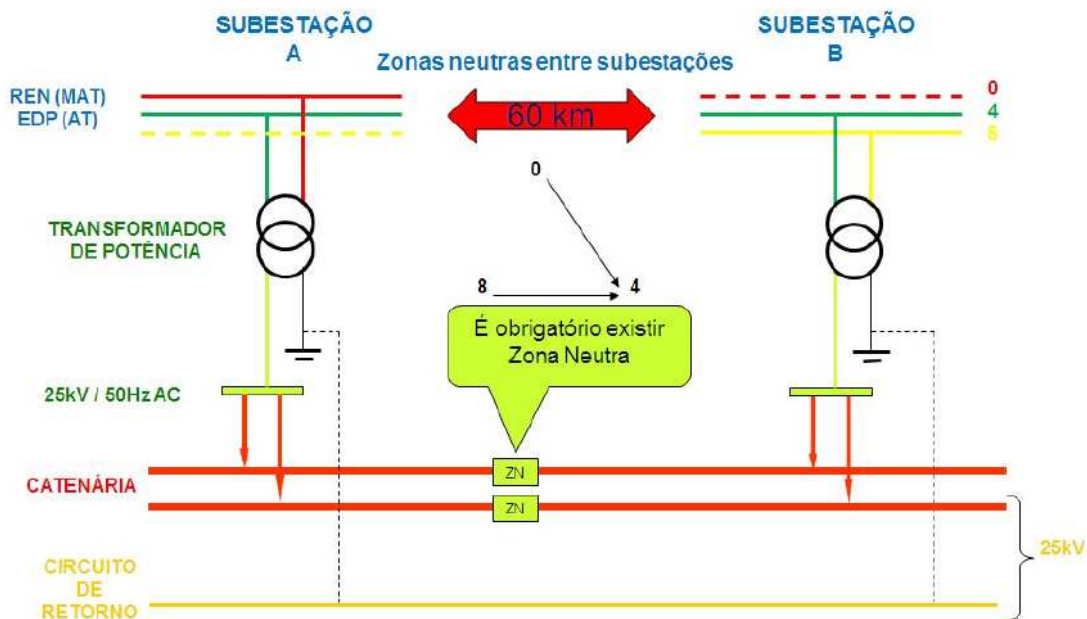 SUBESTAÇÃO
A
SUBESTAÇÃO
B
Zonas neutras entre subestações
REN (MAT)
EDP (AT)
60 km
0
4
8
0
8
4
TRANSFORMADOR
DE POTÊNCIA
É obrigatório existir
Zona Neutra
25kV / 50Hz AC
ZN
CATENÁRIA
ZN
25kV
CIRCUITO
DE
RETORNO